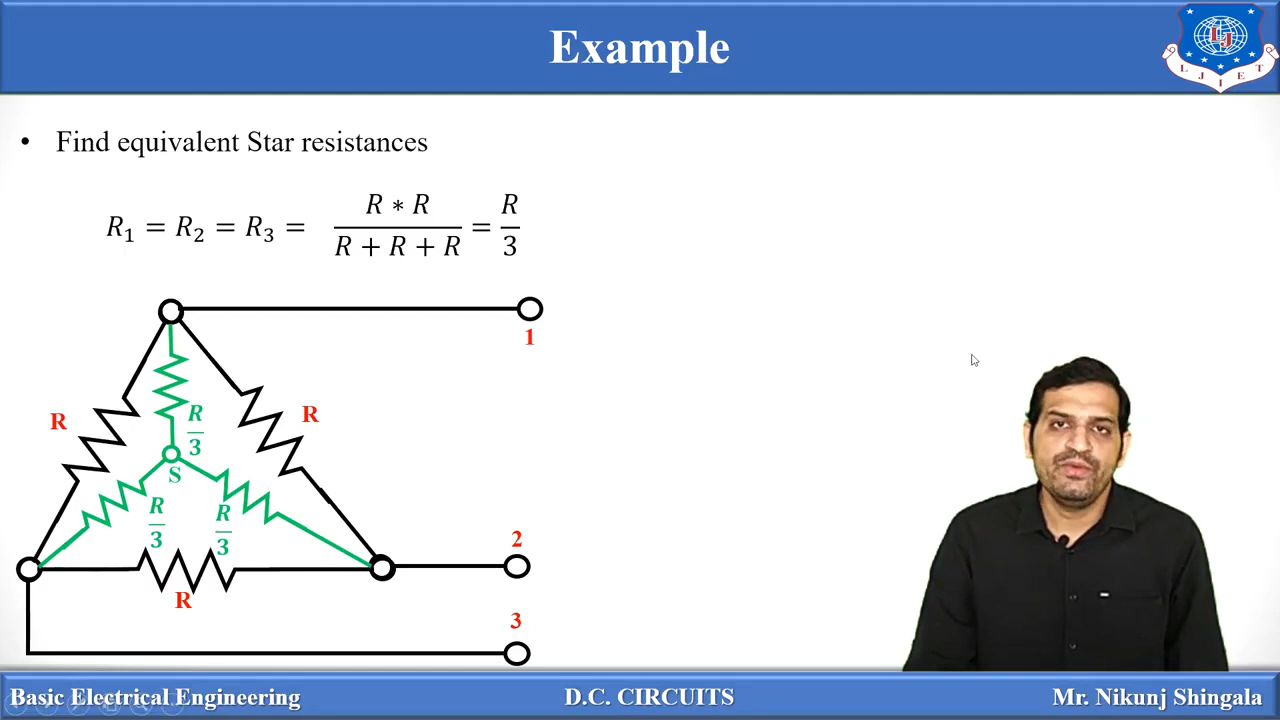 Example
LJ
L J I E T
• Find equivalent Star resistances
R₁ = R₂ = R₃ = (R * R)/(R + R + R) = R/3
1
R
R
R/3
S
R/3
R/3
2
R
3
Basic Electrical Engineering
D.C. CIRCUITS
Mr. Nikunj Shingala